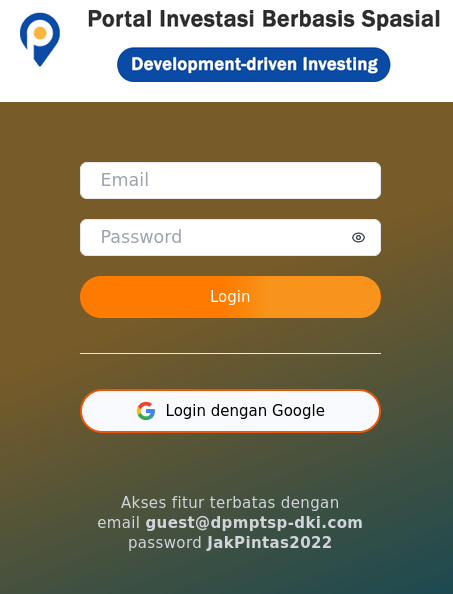 Portal Investasi Berbasis Spasial
Development-driven Investing
Email
Password
Login
Login dengan Google
Akses fitur terbatas dengan
email guest@dpmptsp-dki.com
password JakPintas2022